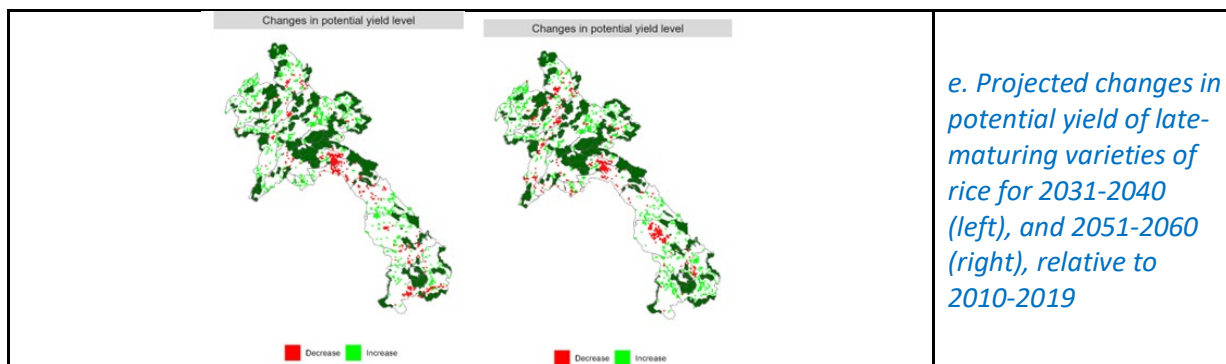 Changes in potential yield level
Changes in potential yield level
Decrease Increase
Decrease Increase
e. Projected changes in
potential yield of late-
maturing varieties of
rice for 2031-2040
(left), and 2051-2060
(right), relative to
2010-2019